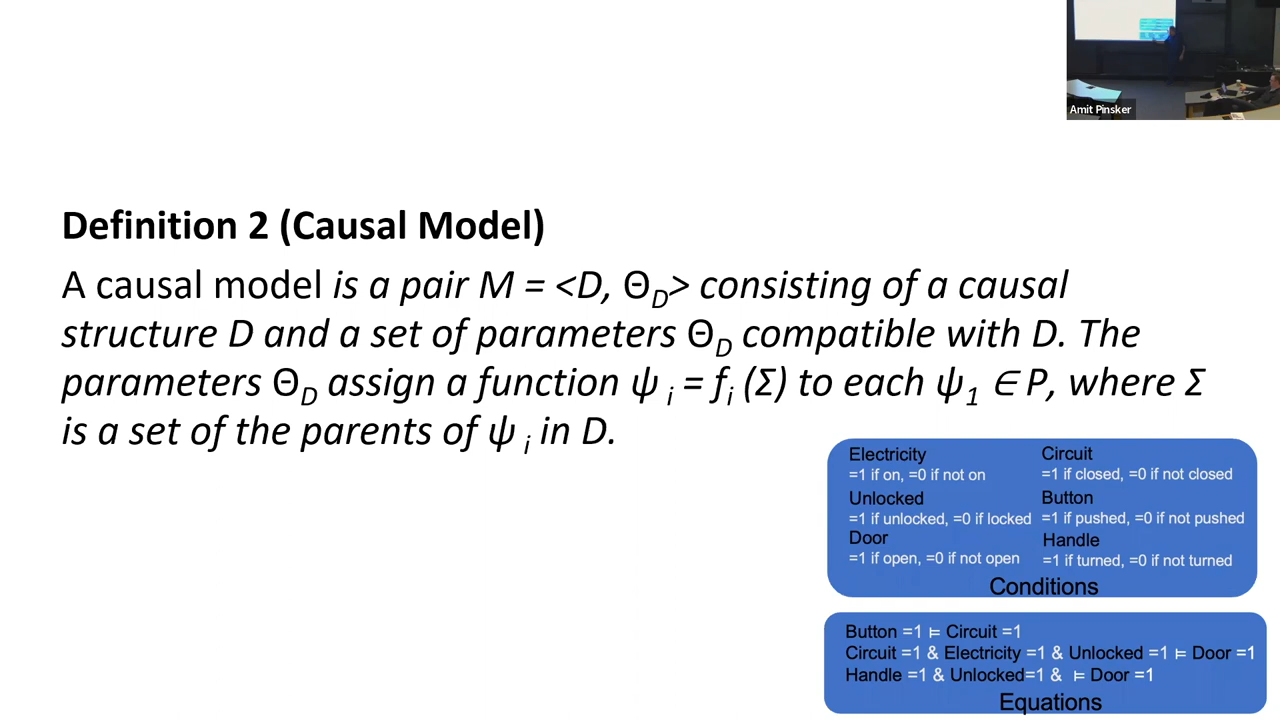 Amit Pinsker
Definition 2 (Causal Model)
A causal model is a pair M = <D, Θ_D> consisting of a causal
structure D and a set of parameters Θ_D compatible with D. The
parameters Θ_D assign a function ψ_i = f_i (Σ) to each ψ_1 ∈ P, where Σ
is a set of the parents of ψ_i in D.
Electricity
=1 if on, =0 if not on
Unlocked
=1 if unlocked, =0 if locked
Door
=1 if open, =0 if not open
Circuit
=1 if closed, =0 if not closed
Button
=1 if pushed, =0 if not pushed
Handle
=1 if turned, =0 if not turned
Conditions
Button =1 ⊨ Circuit =1
Circuit =1 & Electricity =1 & Unlocked =1 ⊨ Door =1
Handle =1 & Unlocked=1 & ⊨ Door =1
Equations